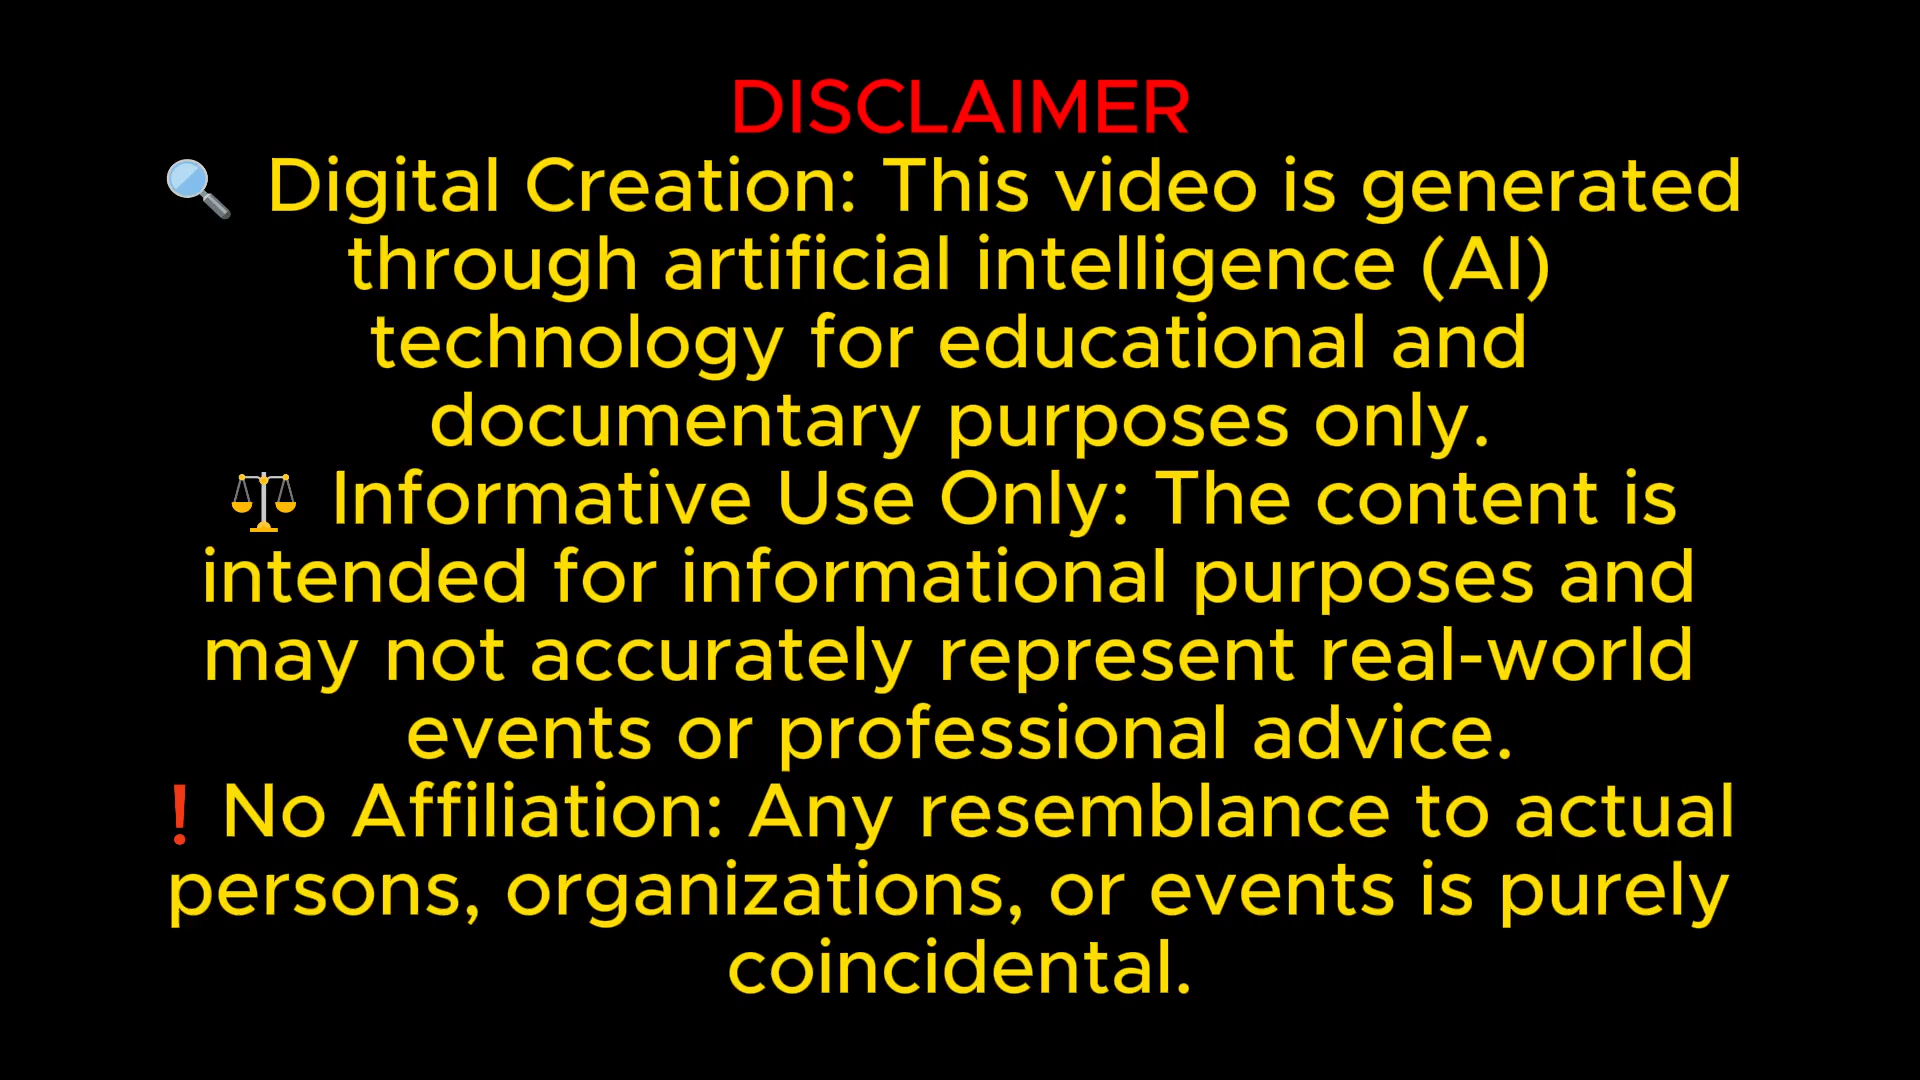 DISCLAIMER
🔍 Digital Creation: This video is generated
through artificial intelligence (AI)
technology for educational and
documentary purposes only.
⚖️ Informative Use Only: The content is
intended for informational purposes and
may not accurately represent real-world
events or professional advice.
❗No Affiliation: Any resemblance to actual
persons, organizations, or events is purely
coincidental.